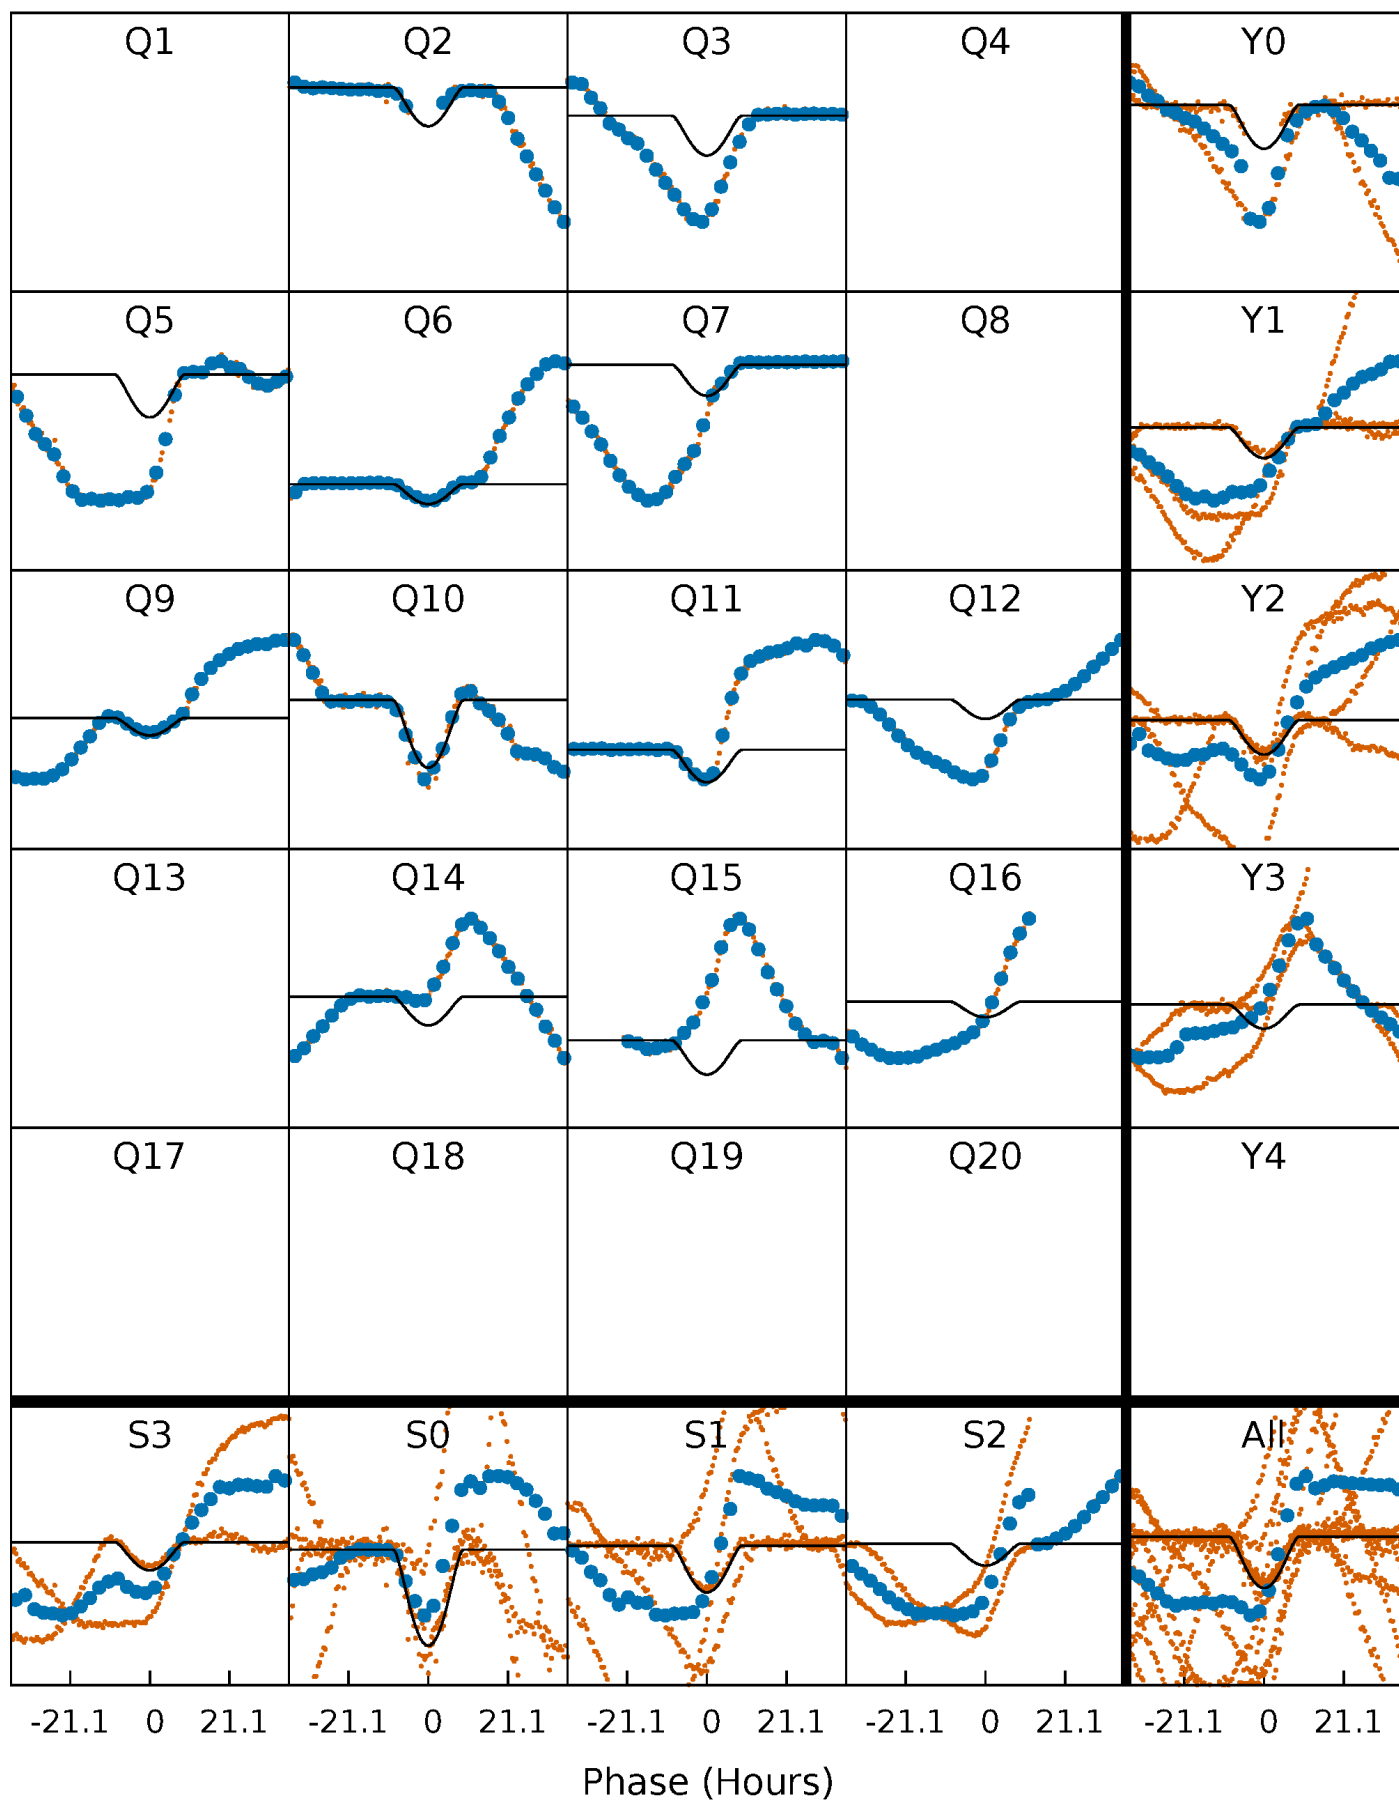 Q1 Q2 Q3 Q4 Y0
Q5 Q6 Q7 Q8 Y1
Q9 Q10 Q11 Q12 Y2
Q13 Q14 Q15 Q16 Y3
Q17 Q18 Q19 Q20 Y4
S3 S0 S1 S2 All
-21.1 0 21.1 -21.1 0 21.1 -21.1 0 21.1 -21.1 0 21.1 -21.1 0 21.1
Phase (Hours)